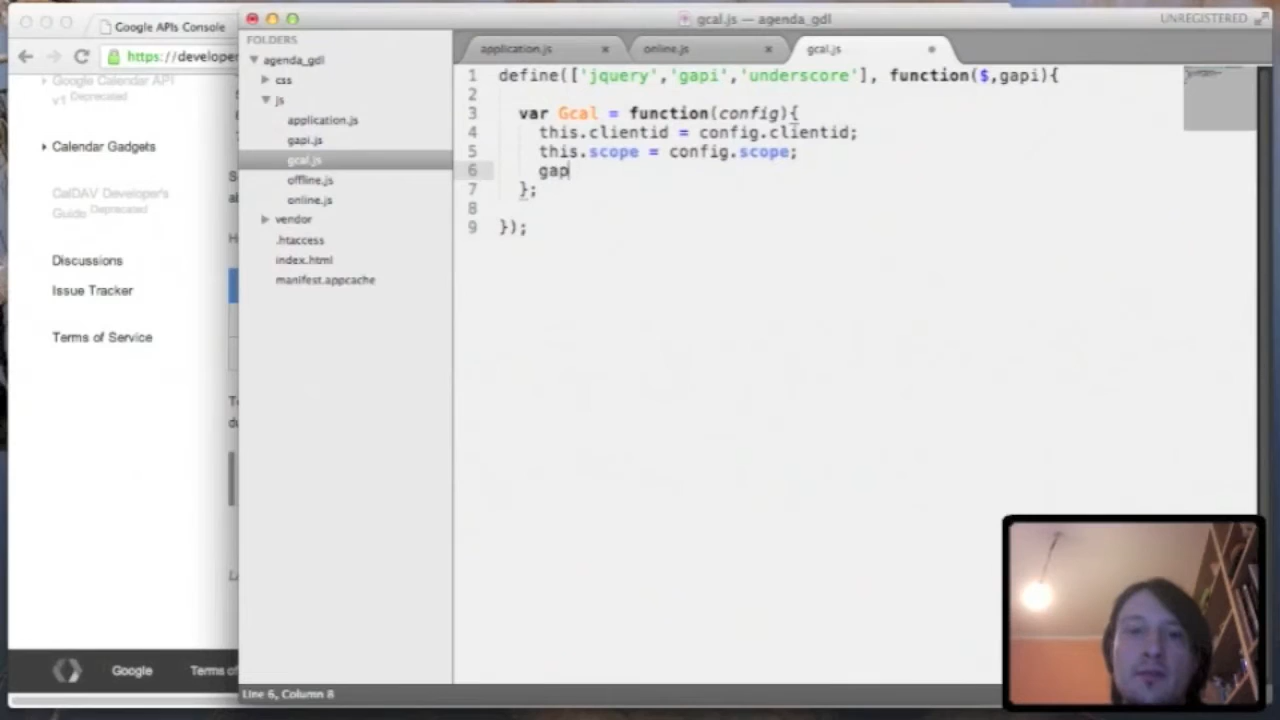 gcal.js — agenda_gdl
UNREGISTERED
Google APIs Console
https://developer
Google Calendar API
v1 Deprecated
Calendar Gadgets
CalDAV Developer's
Guide Deprecated
Discussions
Issue Tracker
Terms of Service
Google
Terms of
FOLDERS
agenda_gdl
css
js
application.js
gapi.js
gcal.js
offline.js
online.js
vendor
.htaccess
index.html
manifest.appcache
application.js
online.js
gcal.js
1 define(['jquery','gapi','underscore'], function($,gapi){
2
3 var Gcal = function(config){
4 this.clientid = config.clientid;
5 this.scope = config.scope;
6 gap
7 };
8
9 });
Line 6, Column 8